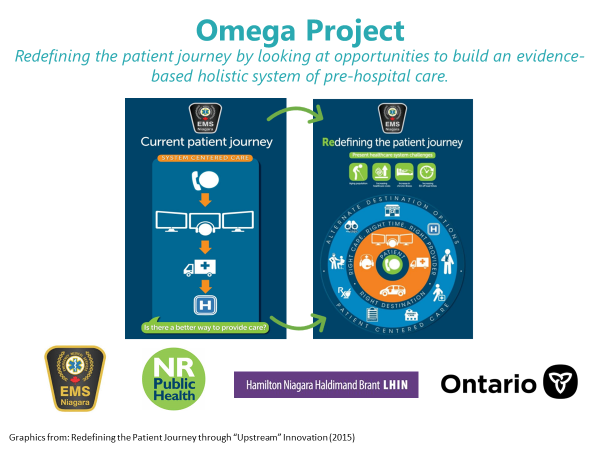 Omega Project
Redefining the patient journey by looking at opportunities to build an evidence-
based holistic system of pre-hospital care.
EMS
Niagara
Current patient journey
SYSTEM CENTERED CARE
H
Is there a better way to provide care?
EMS
Niagara
Redefining the patient journey
Present healthcare system challenges
Aging population
ALTERNATE DESTINATION OPTIONS
RIGHT CARE, RIGHT TIME, RIGHT PROVIDER
PATIENT
RIGHT DESTINATION
PATIENT CENTERED CARE
H
Rx
EMS
Niagara
NR
Public
Health
Hamilton Niagara Haldimand Brant LHIN
Ontario
Graphics from: Redefining the Patient Journey through “Upstream” Innovation (2015)